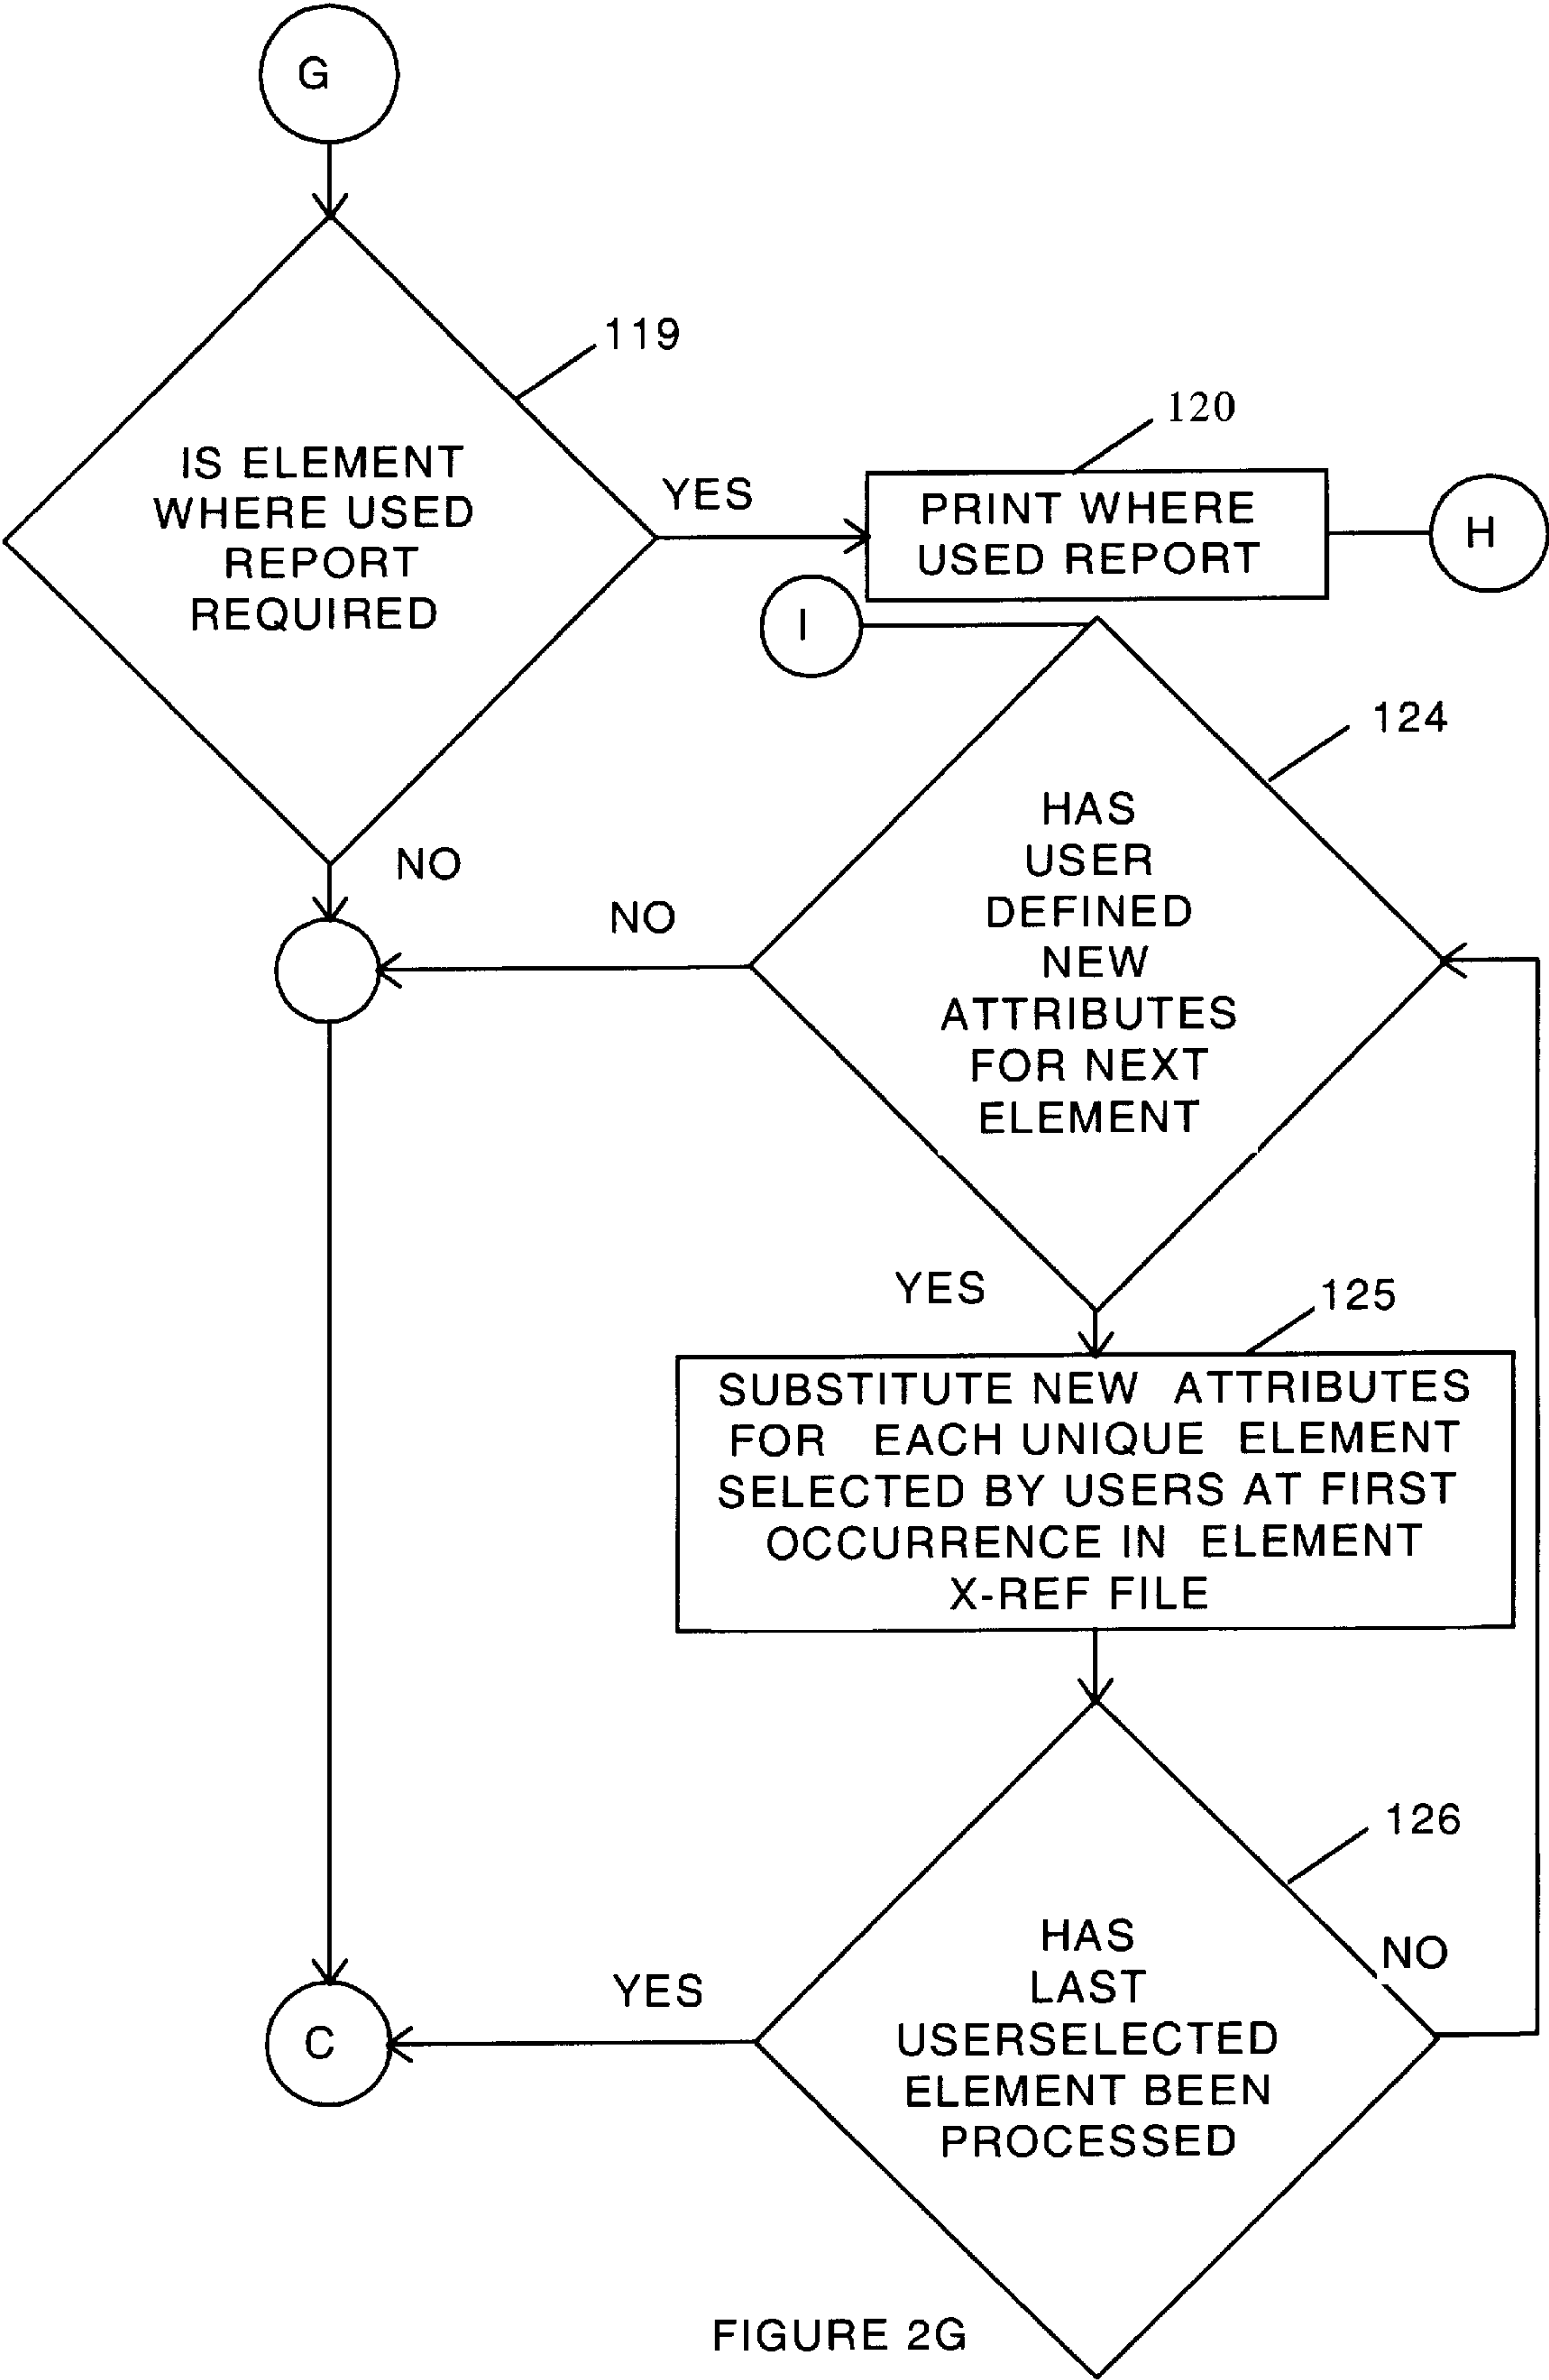 G
119
IS ELEMENT
WHERE USED
REPORT
REQUIRED
YES
120
PRINT WHERE
USED REPORT
H
I
124
HAS
USER
DEFINED
NEW
ATTRIBUTES
FOR NEXT
ELEMENT
NO
NO
YES
125
SUBSTITUTE NEW ATTRIBUTES
FOR EACH UNIQUE ELEMENT
SELECTED BY USERS AT FIRST
OCCURRENCE IN ELEMENT
X-REF FILE
126
HAS
LAST
USERSELECTED
ELEMENT BEEN
PROCESSED
NO
YES
C
FIGURE 2G